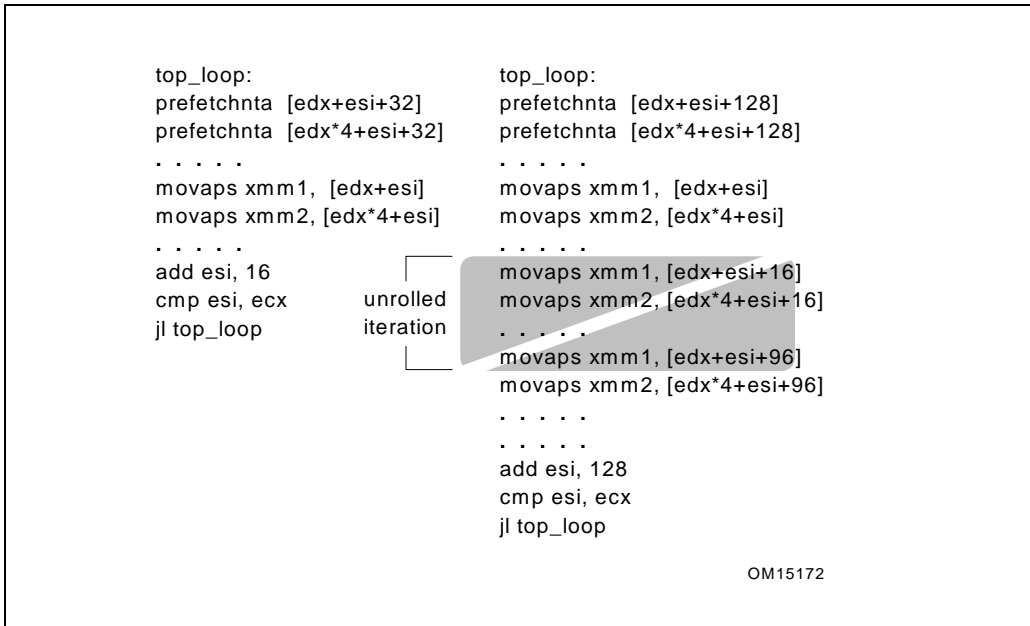 top_loop:
prefetchnta [edx+esi+32]
prefetchnta [edx*4+esi+32]
. . . . .
movaps xmm1, [edx+esi]
movaps xmm2, [edx*4+esi]
. . . . .
add esi, 16
cmp esi, ecx
jl top_loop
unrolled
iteration
top_loop:
prefetchnta [edx+esi+128]
prefetchnta [edx*4+esi+128]
. . . . .
movaps xmm1, [edx+esi]
movaps xmm2, [edx*4+esi]
. . . . .
movaps xmm1, [edx+esi+16]
movaps xmm2, [edx*4+esi+16]
. . . . .
movaps xmm1, [edx+esi+96]
movaps xmm2, [edx*4+esi+96]
. . . . .
. . . . .
add esi, 128
cmp esi, ecx
jl top_loop
OM15172